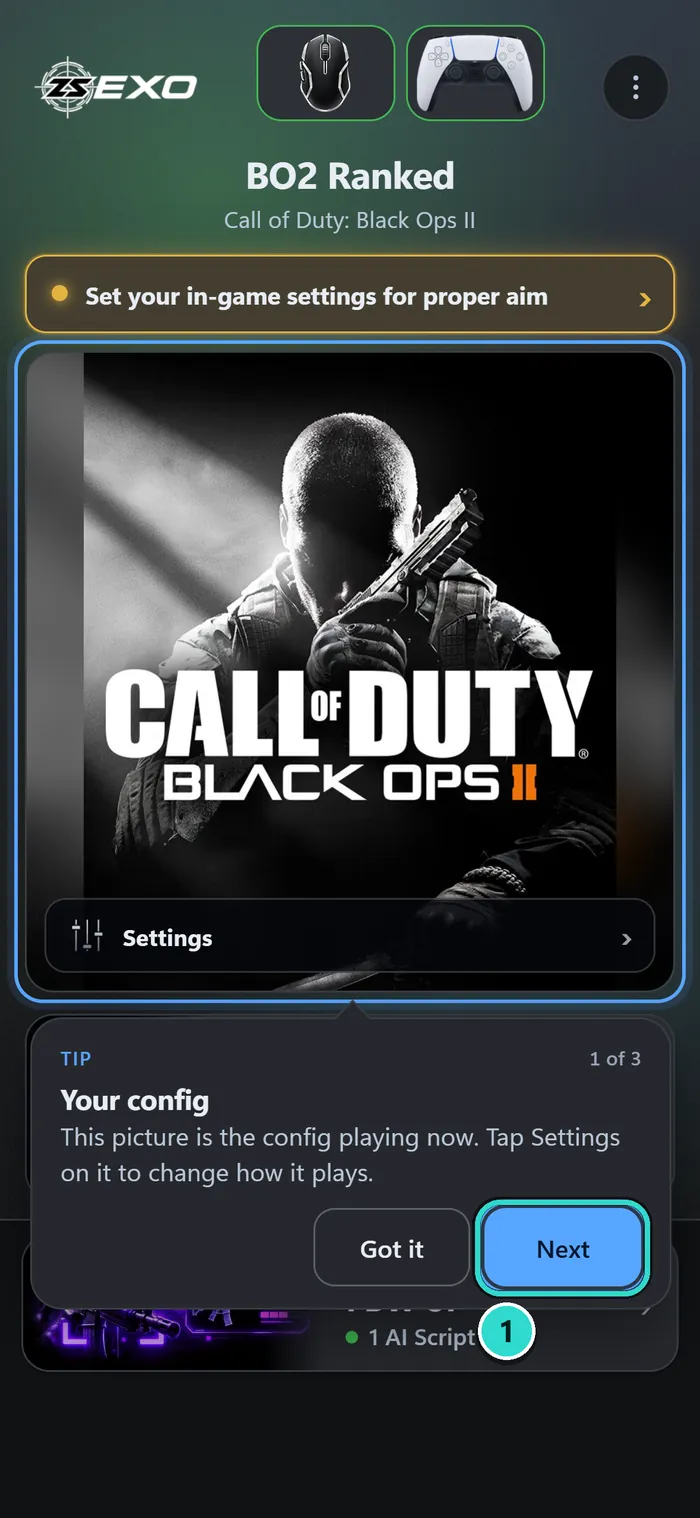 ZS EXO
BO2 Ranked
Call of Duty: Black Ops II
Set your in-game settings for proper aim
CALL OF DUTY®
BLACK OPS II
Settings
TIP
1 of 3
Your config
This picture is the config playing now. Tap Settings
on it to change how it plays.
Got it
Next
1 AI Script
1